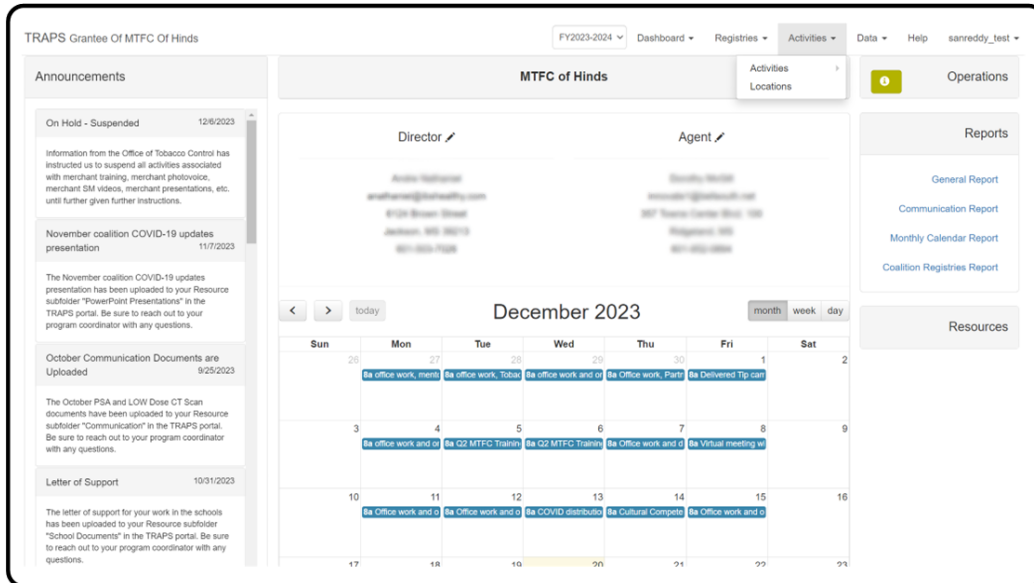 TRAPS Grantee Of MTFC Of Hinds
FY2023-2024
Dashboard
Registries
Activities
Data
Help
sanreddy_test
Activities
Locations
Announcements
On Hold - Suspended 12/6/2023
Information from the Office of Tobacco Control has
instructed us to suspend all activities associated
with merchant training, merchant photovoice,
merchant SM videos, merchant presentations, etc.
until further given further instructions.
November coalition COVID-19 updates
presentation 11/7/2023
The November coalition COVID-19 updates
presentation has been uploaded to your Resource
subfolder "PowerPoint Presentations" in the
TRAPS portal. Be sure to reach out to your
program coordinator with any questions.
October Communication Documents are
Uploaded 9/25/2023
The October PSA and LOW Dose CT Scan
documents have been uploaded to your Resource
subfolder "Communication" in the TRAPS portal.
Be sure to reach out to your program coordinator
with any questions.
Letter of Support 10/31/2023
The letter of support for your work in the schools
has been uploaded to your Resource subfolder
"School Documents" in the TRAPS portal. Be sure
to reach out to your program coordinator with any
questions.
MTFC of Hinds
Director
Agent
today
December 2023
month week day
Sun Mon Tue Wed Thu Fri Sat
26 27 28 29 30 1 2
8a office work, ment 8a office work, Tobac 8a office work and or 8a Office work, Partn 8a Delivered Tip car
3 4 5 6 7 8 9
8a office work and or 8a Q2 MTFC Training 8a Q2 MTFC Training 8a Office work and d 8a Virtual meeting wi
10 11 12 13 14 15 16
8a Office work and o 8a Office work and o 8a COVID distributio 8a Cultural Compete 8a Office work and o
17 18 19 20 21 22 23
Operations
Reports
General Report
Communication Report
Monthly Calendar Report
Coalition Registries Report
Resources